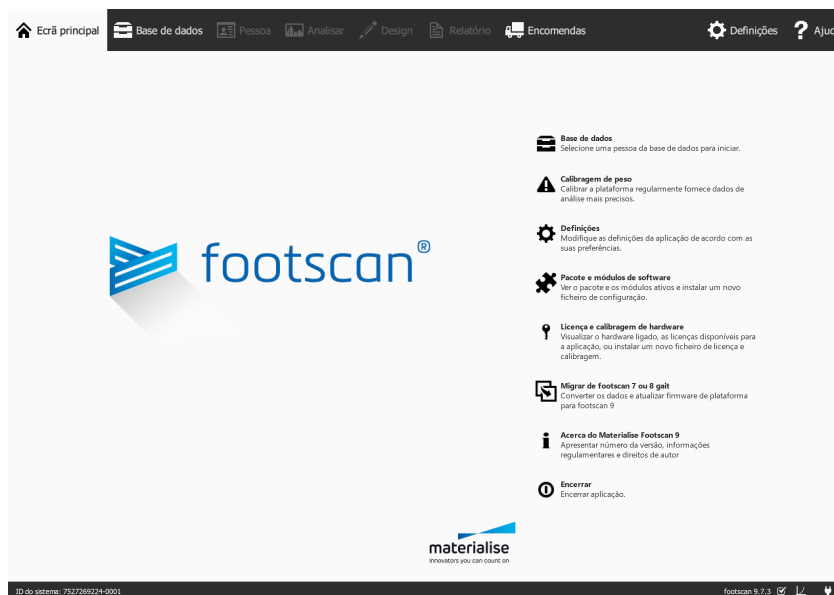 Ecrã principal Base de dados Pessoa Analisar Design Relatório Encomendas Definições Ajud
Base de dados
Selecione uma pessoa da base de dados para iniciar.
Calibragem de peso
Calibrar a plataforma regularmente fornece dados de
análise mais precisos.
Definições
Modifique as definições da aplicação de acordo com as
suas preferências.
Pacote e módulos de software
Ver o pacote e os módulos ativos e instalar um novo
ficheiro de configuração.
Licença e calibragem de hardware
Visualizar o hardware ligado, as licenças disponíveis para
a aplicação, ou instalar um novo ficheiro de licença e
calibragem.
Migrar de footscan 7 ou 8 gait
Converter os dados e atualizar firmware de plataforma
para footscan 9
Acerca do Materialise Footscan 9
Apresentar número da versão, informações
regulamentares e direitos de autor
Encerrar
Encerrar aplicação.
footscan®
materialise
innovators you can count on
ID do sistema: 7527269224-0001 footscan 9.7.3